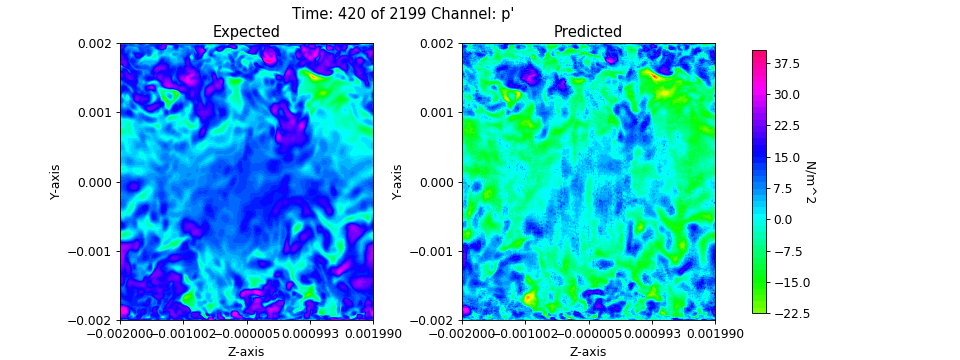 Time: 420 of 2199 Channel: p'
Expected
Predicted
0.002
0.001
0.000
−0.001
−0.002
Y-axis
−0.002000 −0.001002 −0.000005 0.000993 0.001990
Z-axis
0.002
0.001
0.000
−0.001
−0.002
Y-axis
−0.002000 −0.001002 −0.000005 0.000993 0.001990
Z-axis
37.5
30.0
22.5
15.0
7.5
0.0
−7.5
−15.0
−22.5
N/m^2